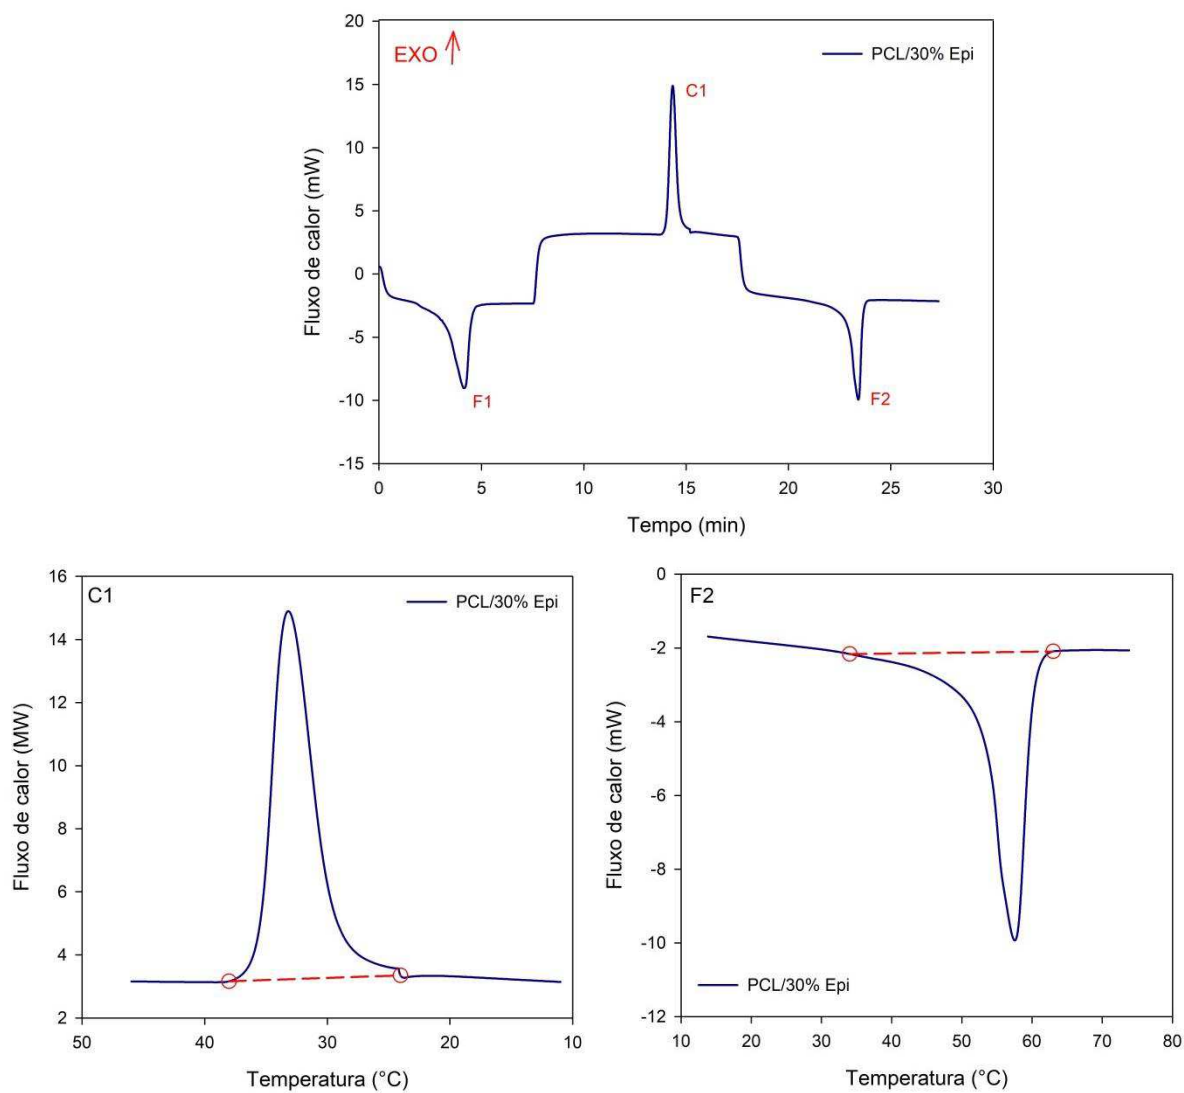 20
EXO
PCL/30% Epi
15
C1
10
5
0
-5
F1
F2
-10
-15
0 5 10 15 20 25 30
Fluxo de calor (mW)
Tempo (min)
16
C1
PCL/30% Epi
14
12
10
8
6
4
2
50 40 30 20 10
Fluxo de calor (MW)
Temperatura (°C)
0
F2
-2
-4
-6
-8
-10
PCL/30% Epi
-12
10 20 30 40 50 60 70 80
Fluxo de calor (mW)
Temperatura (°C)